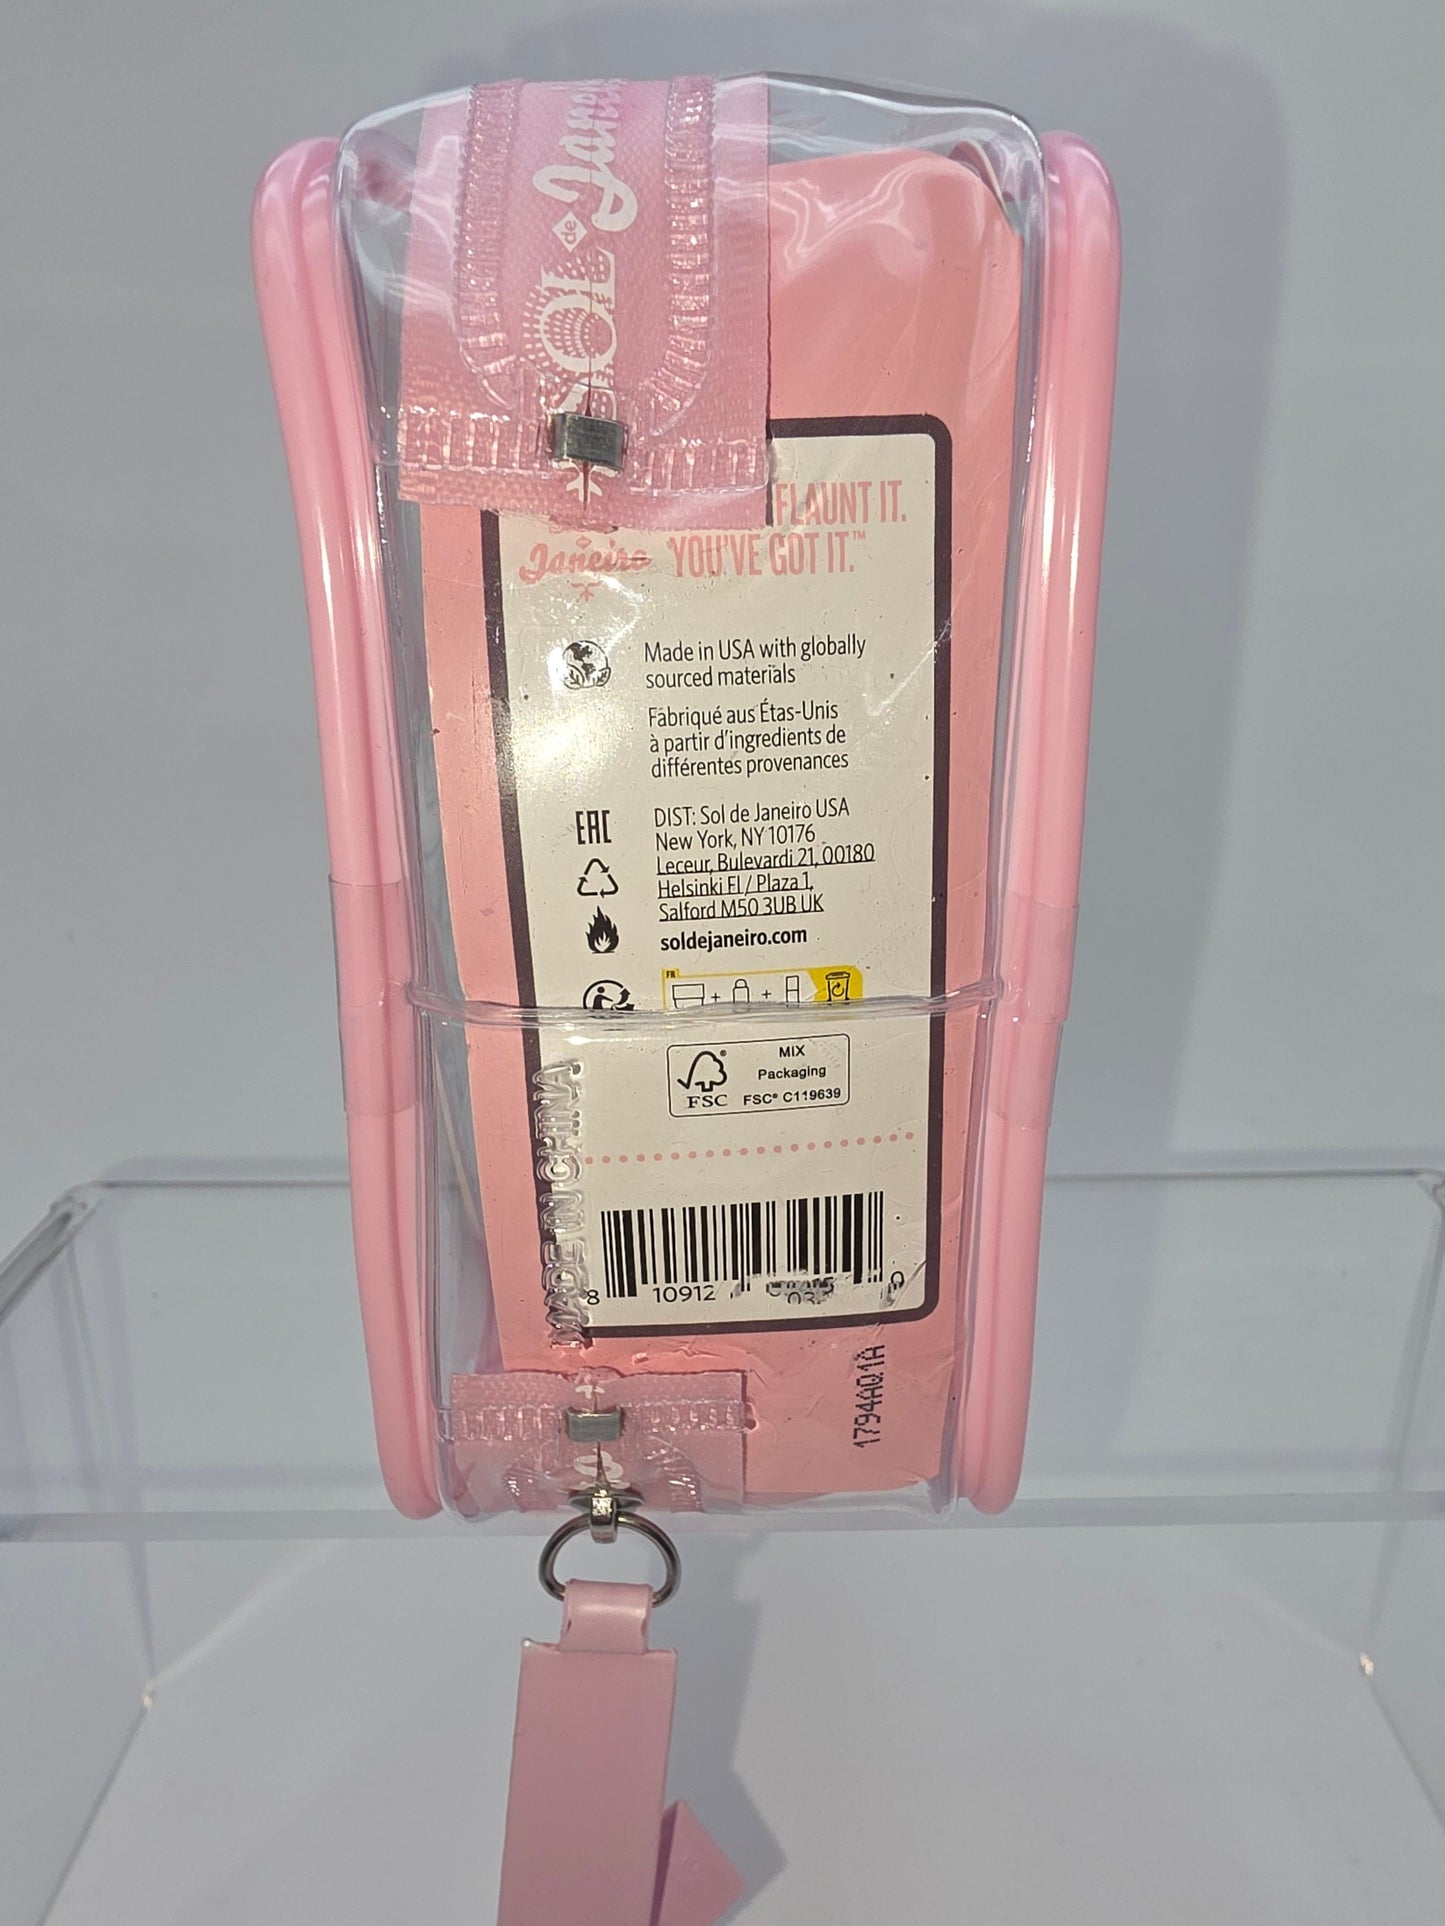 SOL de Janeiro
FLAUNT IT.
Janeiro YOU'VE GOT IT.™
Made in USA with globally
sourced materials
Fabriqué aus Étas-Unis
à partir d'ingredients de
différentes provenances
EAC
DIST: Sol de Janeiro USA
New York, NY 10176
Leceur, Bulevardi 21, 00180
Helsinki FI / Plaza 1,
Salford M50 3UB UK
soldejaneiro.com
FR
FSC®
MIX
Packaging
FSC® C119639
MADE IN CHINA
8 10912
1794A01A